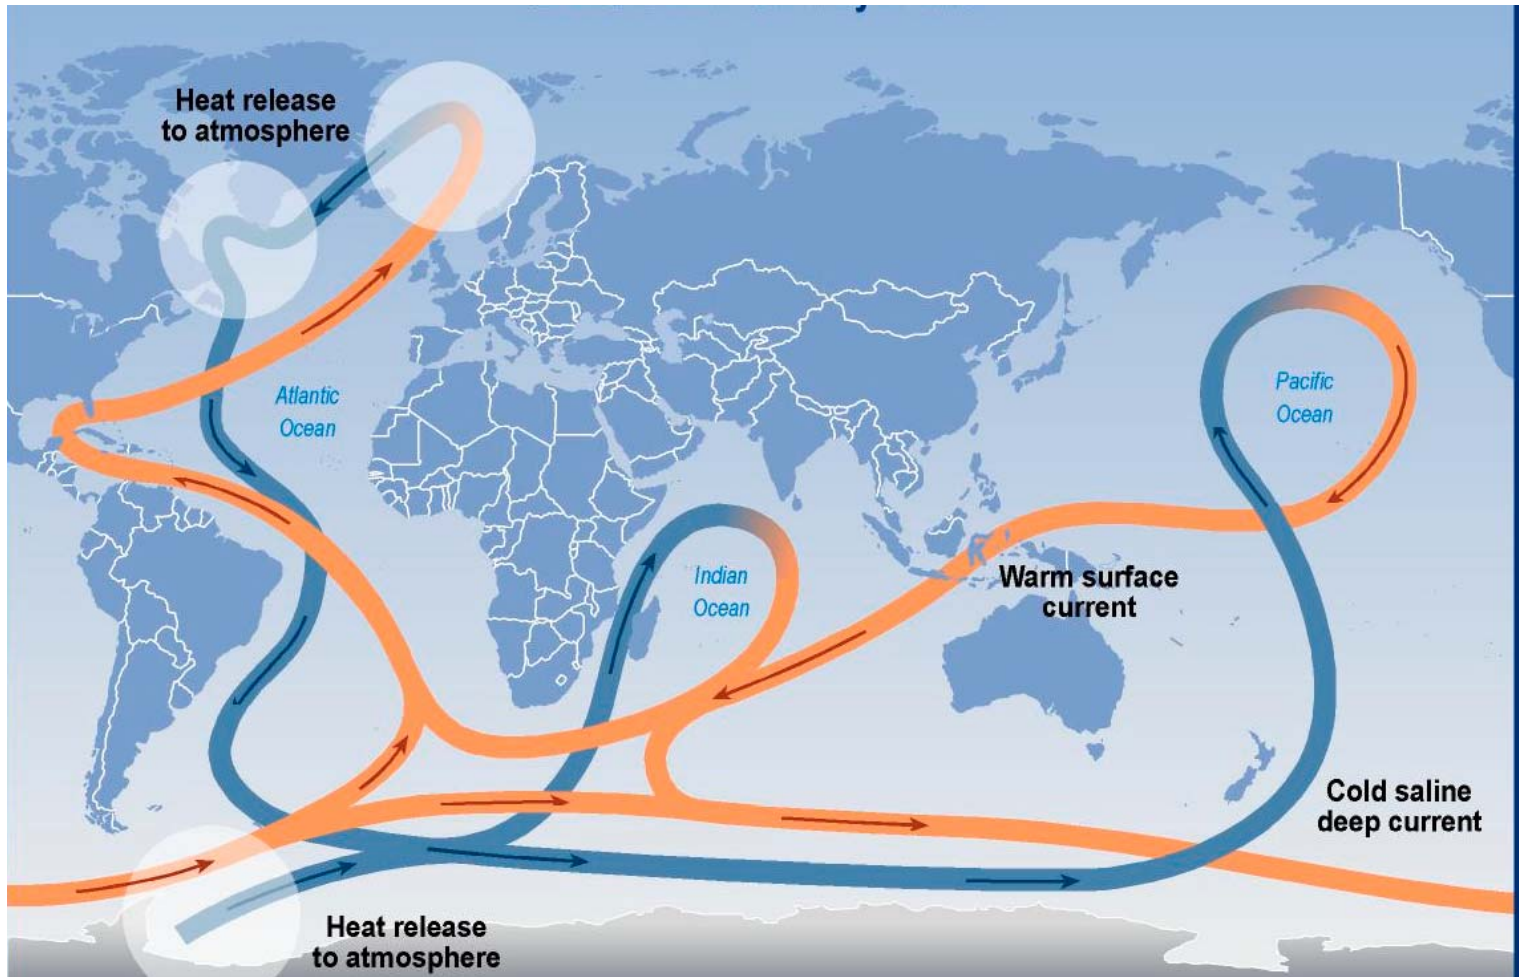 Heat release
to atmosphere
Atlantic
Ocean
Pacific
Ocean
Indian
Ocean
Warm surface
current
Cold saline
deep current
Heat release
to atmosphere